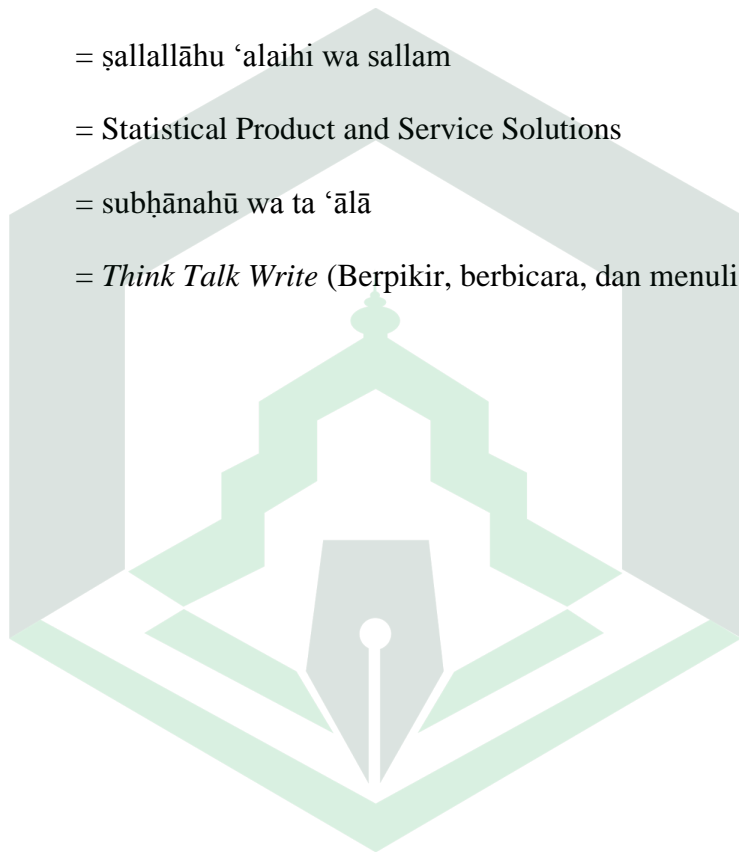 = ṣallallāhu ‘alaihi wa sallam
= Statistical Product and Service Solutions
= subḥānahū wa ta ‘ālā
= Think Talk Write (Berpikir, berbicara, dan menuli